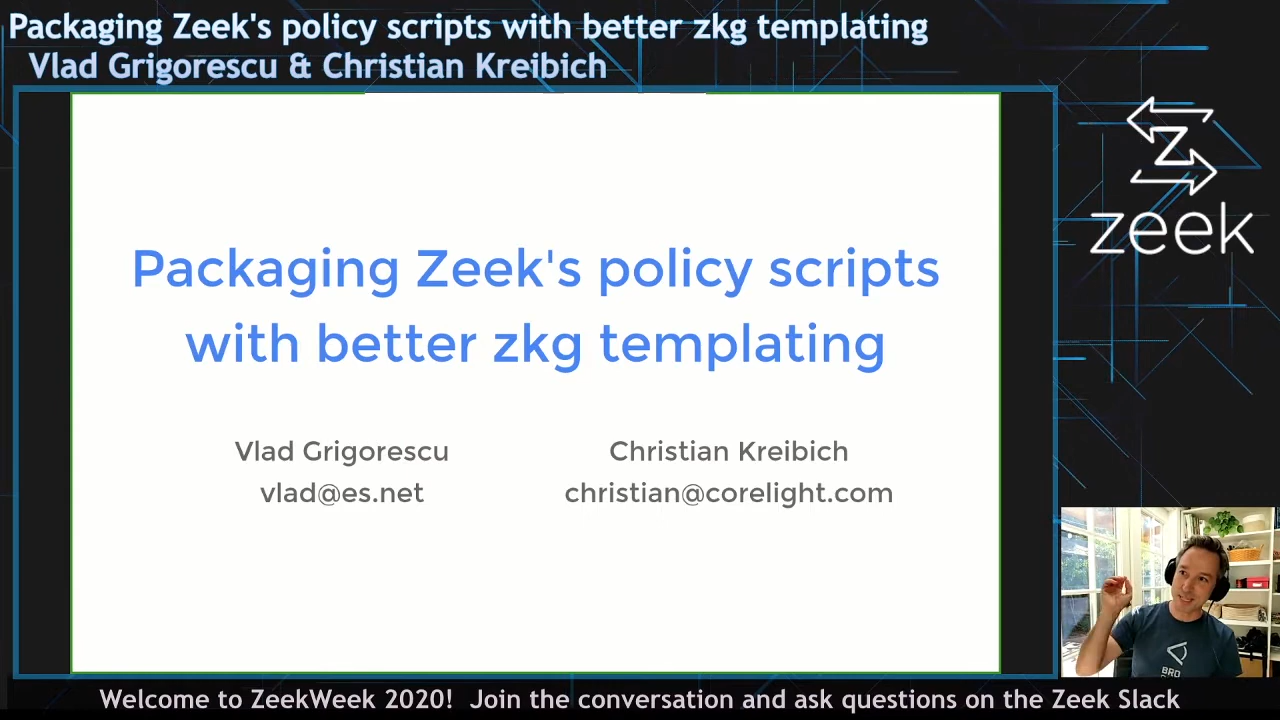 Packaging Zeek's policy scripts with better zkg templating
Vlad Grigorescu & Christian Kreibich
zeek
Packaging Zeek's policy scripts
with better zkg templating
Vlad Grigorescu
vlad@es.net
Christian Kreibich
christian@corelight.com
BRO
Welcome to ZeekWeek 2020! Join the conversation and ask questions on the Zeek Slack